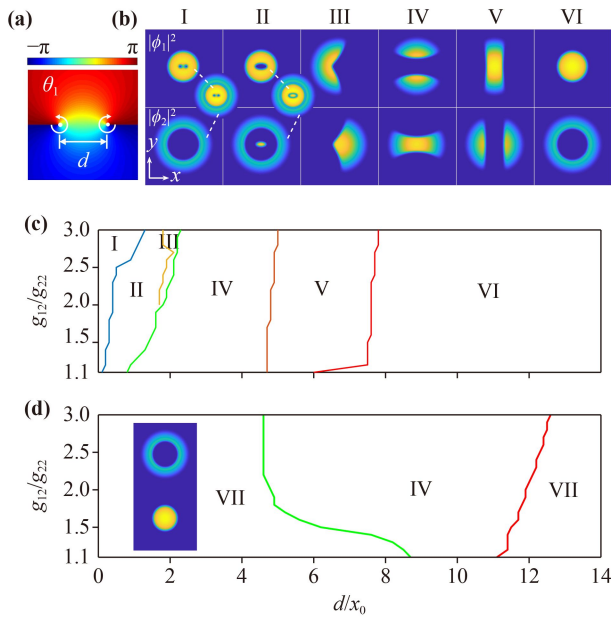 (a)
−π π
θ₁
d
(b) I II III IV V VI
|ϕ₁|²
|ϕ₂|²
y
x
(c)
3.0
2.5
2.0
1.5
1.1
g₁₂/g₂₂
I II III IV V VI
(d)
3.0
2.5
2.0
1.5
1.1
g₁₂/g₂₂
VII IV VII
0 2 4 6 8 10 12 14
d/x₀